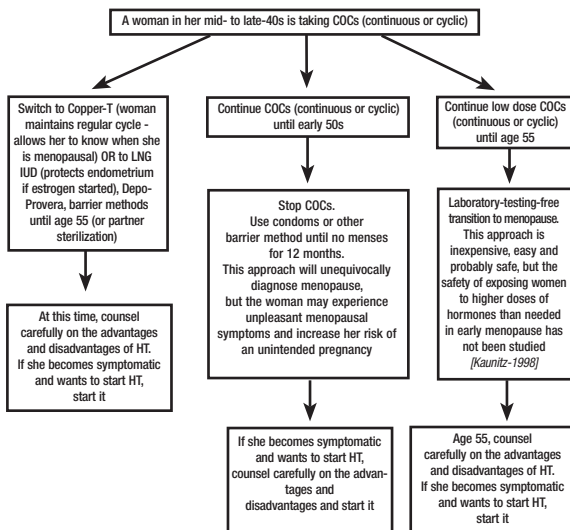 A woman in her mid- to late-40s is taking COCs (continuous or cyclic)
Switch to Copper-T (woman
maintains regular cycle -
allows her to know when she
is menopausal) OR to LNG
IUD (protects endometrium
if estrogen started), Depo-
Provera, barrier methods
until age 55 (or partner
sterilization)
At this time, counsel
carefully on the advantages
and disadvantages of HT.
If she becomes symptomatic
and wants to start HT,
start it
Continue COCs (continuous or cyclic)
until early 50s
Stop COCs.
Use condoms or other
barrier method until no menses
for 12 months.
This approach will unequivocally
diagnose menopause,
but the woman may experience
unpleasant menopausal
symptoms and increase her risk of
an unintended pregnancy
If she becomes symptomatic
and wants to start HT,
counsel carefully on the advan-
tages and
disadvantages and start it
Continue low dose COCs
(continuous or cyclic)
until age 55
Laboratory-testing-free
transition to menopause.
This approach is
inexpensive, easy and
probably safe, but the
safety of exposing women
to higher doses of
hormones than needed
in early menopause has
not been studied
[Kaunitz-1998]
Age 55, counsel
carefully on the advantages
and disadvantages of HT.
If she becomes symptomatic
and wants to start HT,
start it